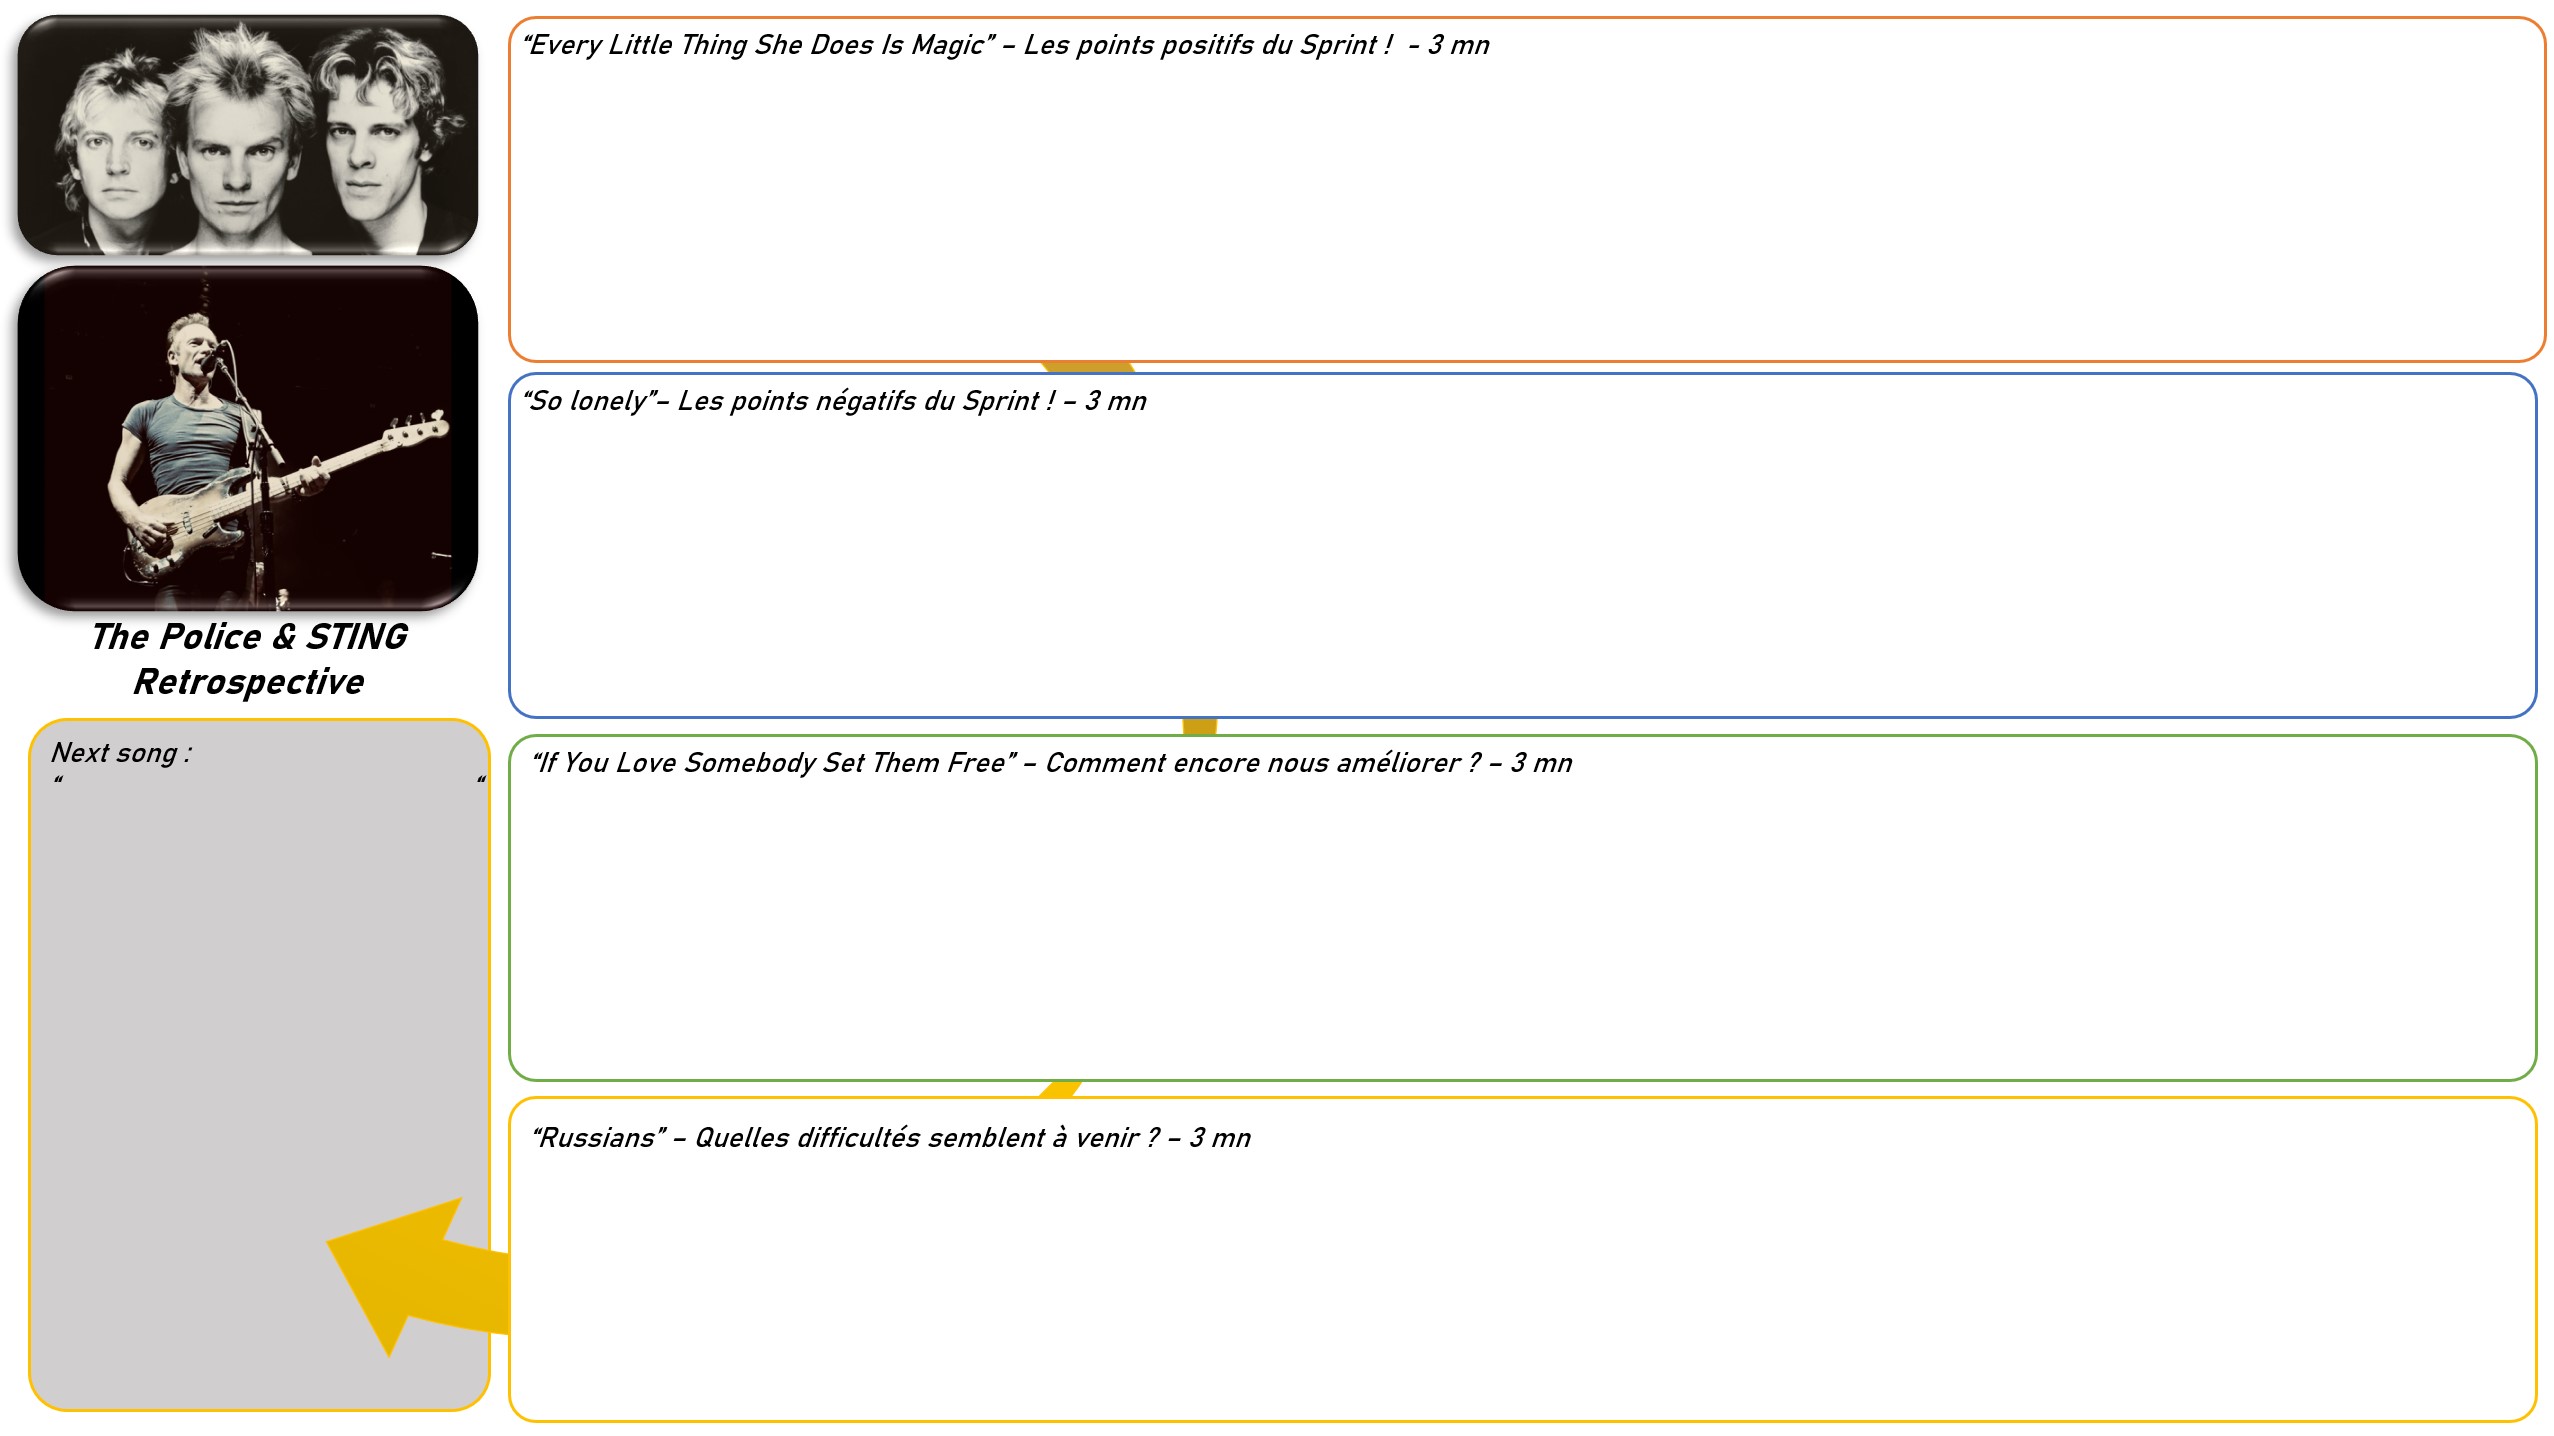 “Every Little Thing She Does Is Magic” – Les points positifs du Sprint !  - 3 mn
“So lonely”– Les points négatifs du Sprint ! – 3 mn
The Police & STING
Retrospective
Next song :
“ “
“If You Love Somebody Set Them Free” – Comment encore nous améliorer ? – 3 mn
“Russians” – Quelles difficultés semblent à venir ? – 3 mn